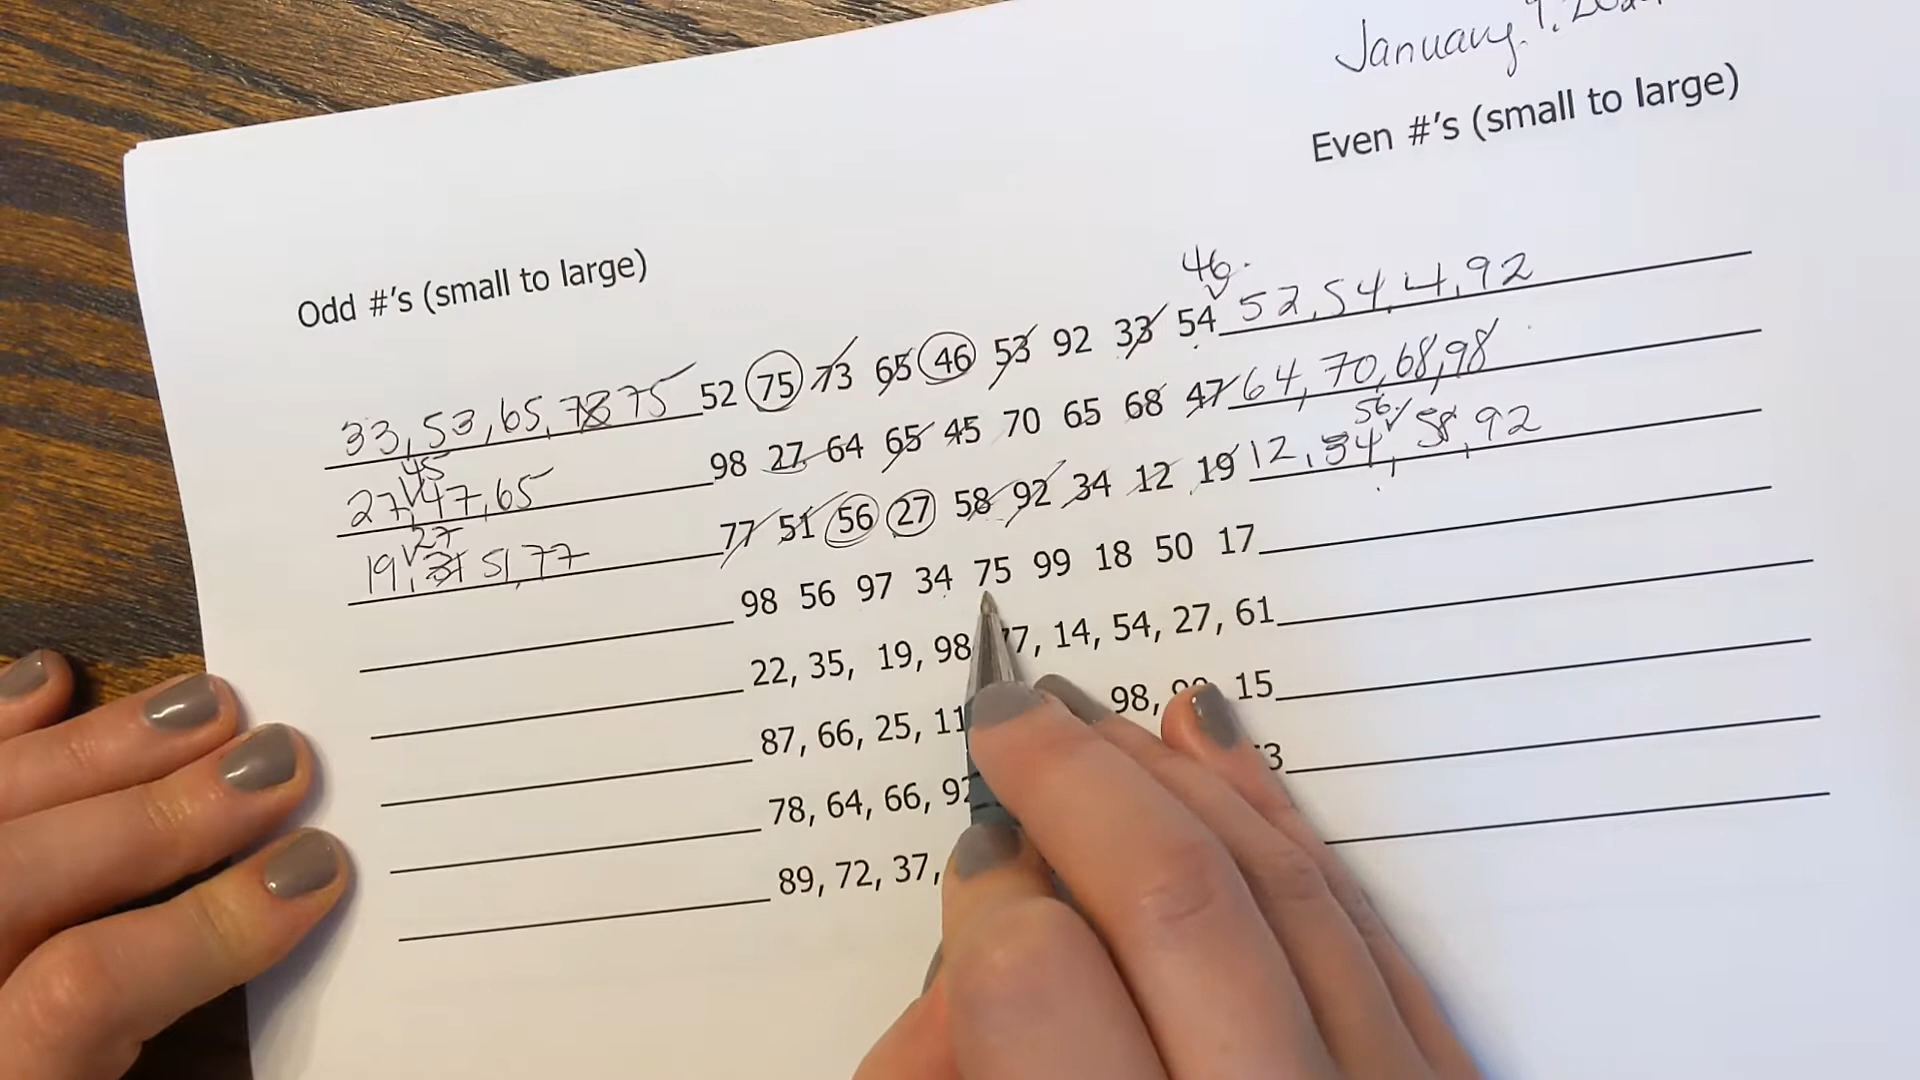 January 9, 202
Even #'s (small to large)
Odd #'s (small to large)
46
33, 53, 65, 75 52 75 73 65 46 53 92 33 54 52, 54, 4, 92
45
27, 47, 65 98 27 64 65 45 70 65 68 47 64, 70, 68, 98
27 56
19, 51, 77 77 51 56 27 58 92 34 12 19 12, 34, 58, 92
98 56 97 34 75 99 18 50 17
22, 35, 19, 98 14, 54, 27, 61
87, 66, 25, 11 98, 15
78, 64, 66,
89, 72, 37,